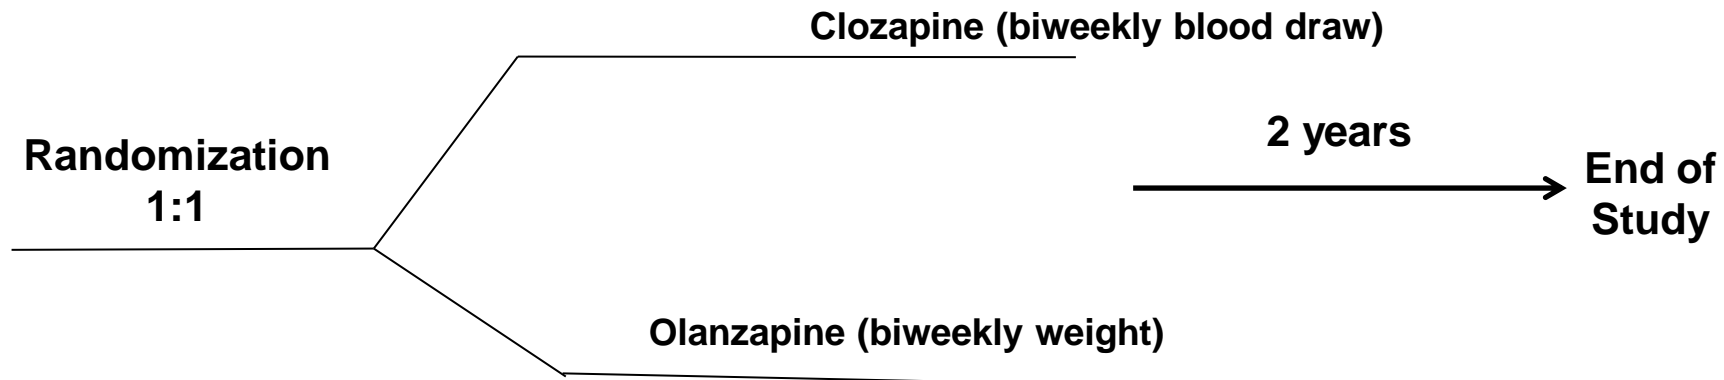 Clozapine (biweekly blood draw)
Randomization
1:1
2 years
End of
Study
Olanzapine (biweekly weight)